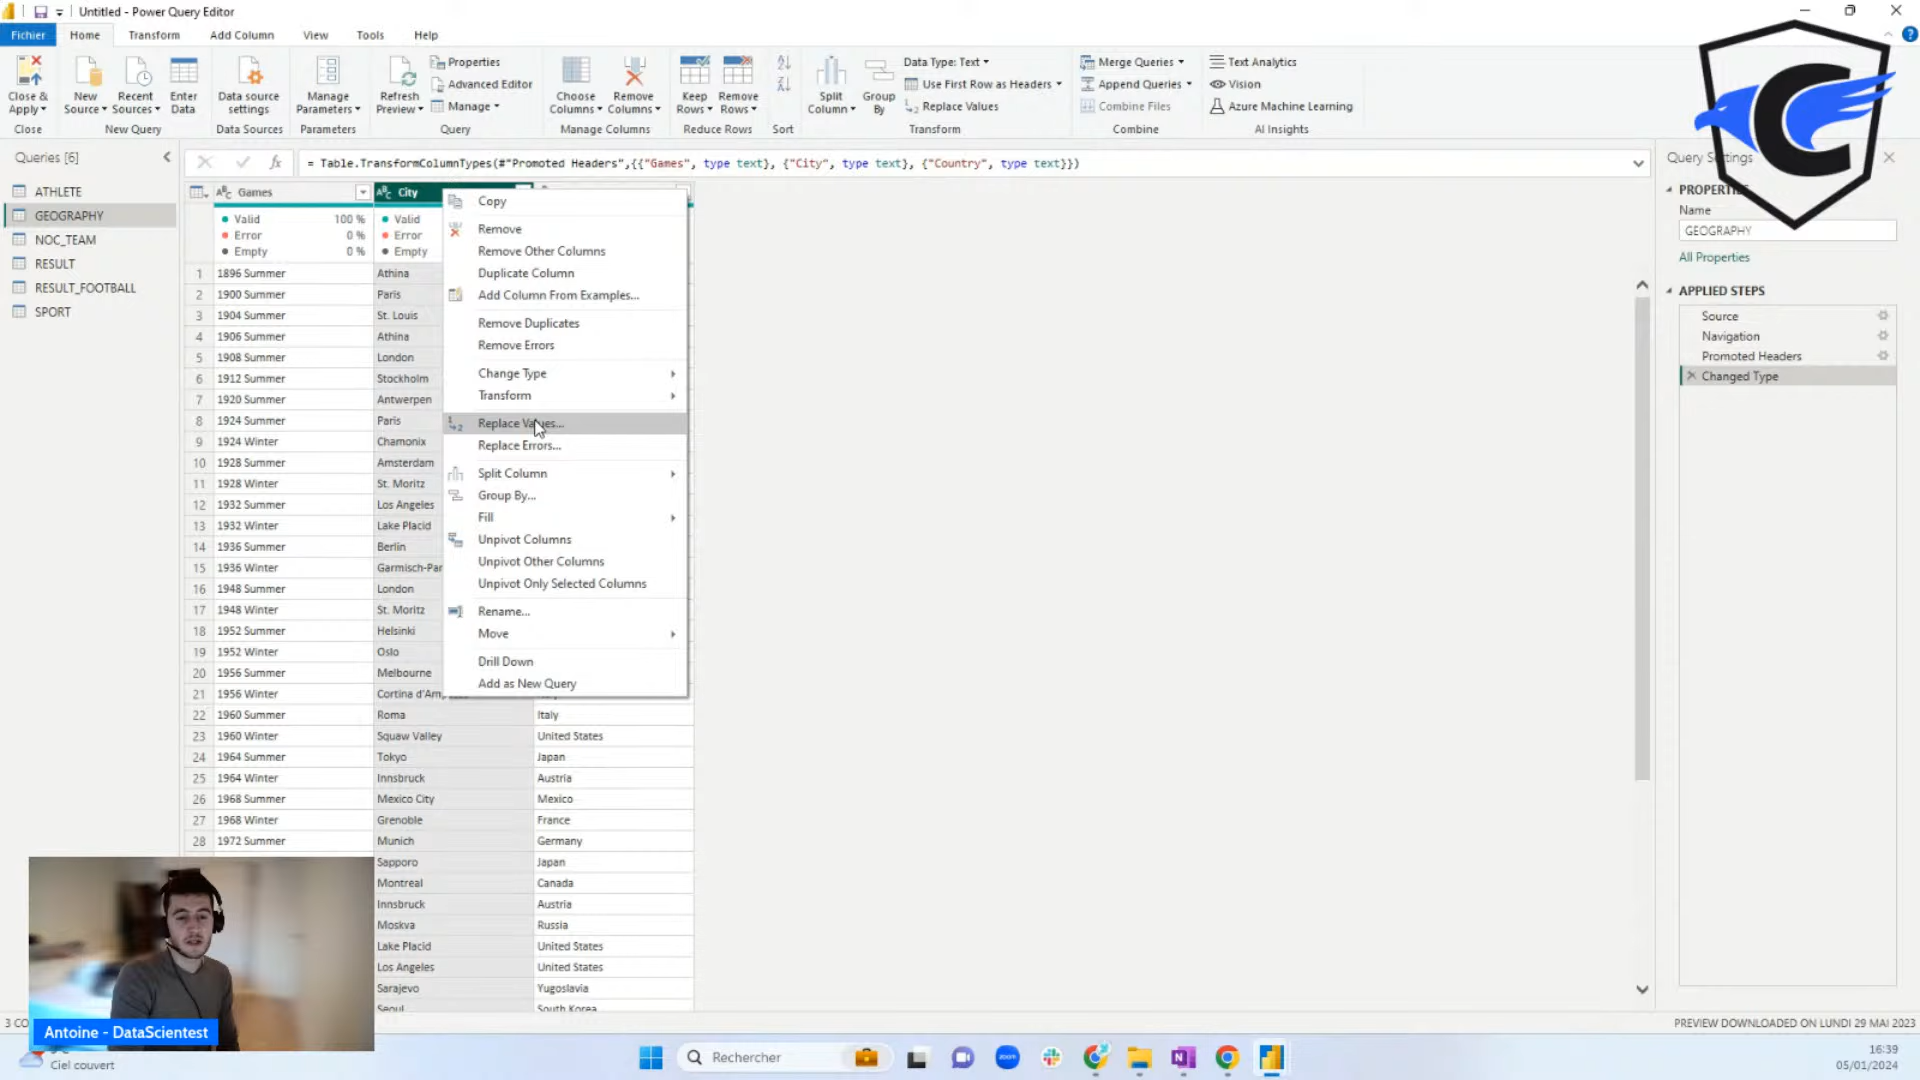 Untitled - Power Query Editor
Fichier Home Transform Add Column View Tools Help
Close & Apply
New Source
Recent Sources
Enter Data
Data source settings
Manage Parameters
Refresh Preview
Properties
Advanced Editor
Manage
Choose Columns
Remove Columns
Keep Rows
Remove Rows
Split Column
Group By
Data Type: Text
Use First Row as Headers
Replace Values
Merge Queries
Append Queries
Combine Files
Text Analytics
Vision
Azure Machine Learning
Close New Query Data Sources Parameters Query Manage Columns Reduce Rows Sort Transform Combine AI Insights
Queries [6]
ATHLETE
GEOGRAPHY
NOC_TEAM
RESULT
RESULT_FOOTBALL
SPORT
fx = Table.TransformColumnTypes(#"Promoted Headers",{{"Games", type text}, {"City", type text}, {"Country", type text}})
Games City
Valid 100 % Valid
Error 0 % Error
Empty 0 % Empty
1 1896 Summer Athina
2 1900 Summer Paris
3 1904 Summer St. Louis
4 1906 Summer Athina
5 1908 Summer London
6 1912 Summer Stockholm
7 1920 Summer Antwerpen
8 1924 Summer Paris
9 1924 Winter Chamonix
10 1928 Summer Amsterdam
11 1928 Winter St. Moritz
12 1932 Summer Los Angeles
13 1932 Winter Lake Placid
14 1936 Summer Berlin
15 1936 Winter Garmisch-Par
16 1948 Summer London
17 1948 Winter St. Moritz
18 1952 Summer Helsinki
19 1952 Winter Oslo
20 1956 Summer Melbourne
21 1956 Winter Cortina d'Am
22 1960 Summer Roma Italy
23 1960 Winter Squaw Valley United States
24 1964 Summer Tokyo Japan
25 1964 Winter Innsbruck Austria
26 1968 Summer Mexico City Mexico
27 1968 Winter Grenoble France
28 1972 Summer Munich Germany
Sapporo Japan
Montreal Canada
Innsbruck Austria
Moskva Russia
Lake Placid United States
Los Angeles United States
Sarajevo Yugoslavia
Seoul South Korea
Copy
Remove
Remove Other Columns
Duplicate Column
Add Column From Examples...
Remove Duplicates
Remove Errors
Change Type
Transform
Replace Values...
Replace Errors...
Split Column
Group By...
Fill
Unpivot Columns
Unpivot Other Columns
Unpivot Only Selected Columns
Rename...
Move
Drill Down
Add as New Query
Query Settings
PROPERTIES
Name
GEOGRAPHY
All Properties
APPLIED STEPS
Source
Navigation
Promoted Headers
Changed Type
3 CO
PREVIEW DOWNLOADED ON LUNDI 29 MAI 2023
Antoine - DataScientest
Ciel couvert
Rechercher
zoom
16:39
05/01/2024